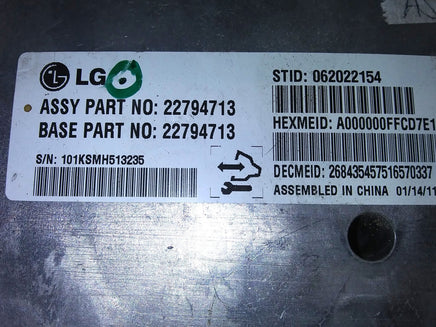 LG 6
ASSY PART NO: 22794713
BASE PART NO: 22794713
S/N: 101KSMH513235
STID: 062022154
HEXMEID: A000000FFCD7E1
DECMEID: 268435457516570337
ASSEMBLED IN CHINA 01/14/11